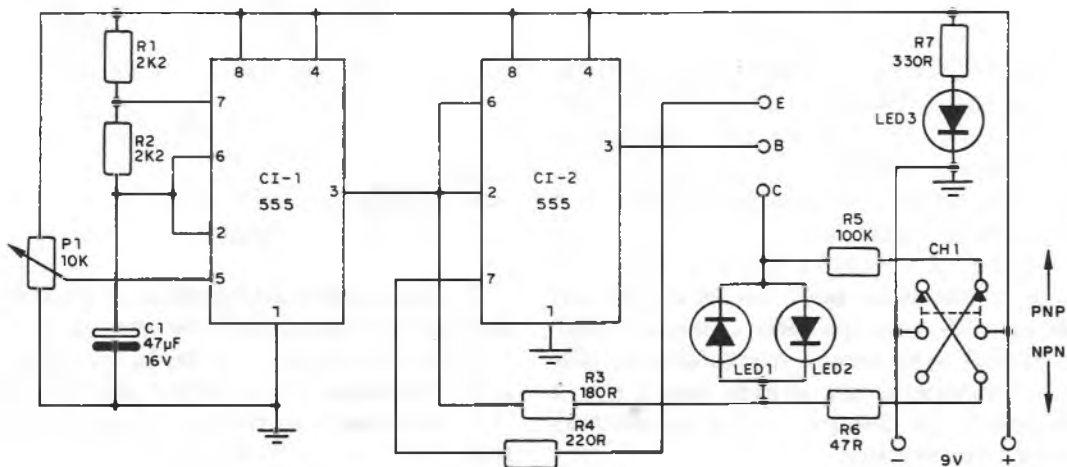 R1
2K2
8
4
8
4
R7
330R
7
6
E
LED3
R2
2K2
6
3
B
CI-1
555
3
2
CI-2
555
C
2
R5
100K
CH1
P1
10K
5
7
PNP
C1
47µF
16V
1
1
NPN
LED1
LED2
R3
180R
R4
220R
R6
47R
-
9V
+